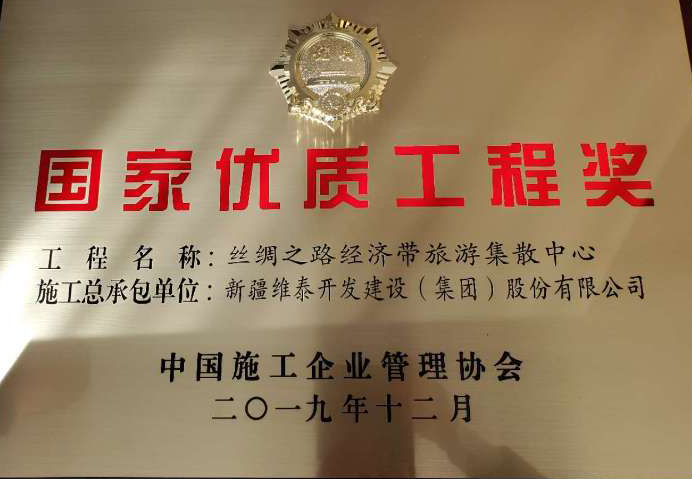 国家优质工程奖
工程名称：丝绸之路经济带旅游集散中心
施工总承包单位：新疆维泰开发建设（集团）股份有限公司
中国施工企业管理协会
二〇一九年十二月